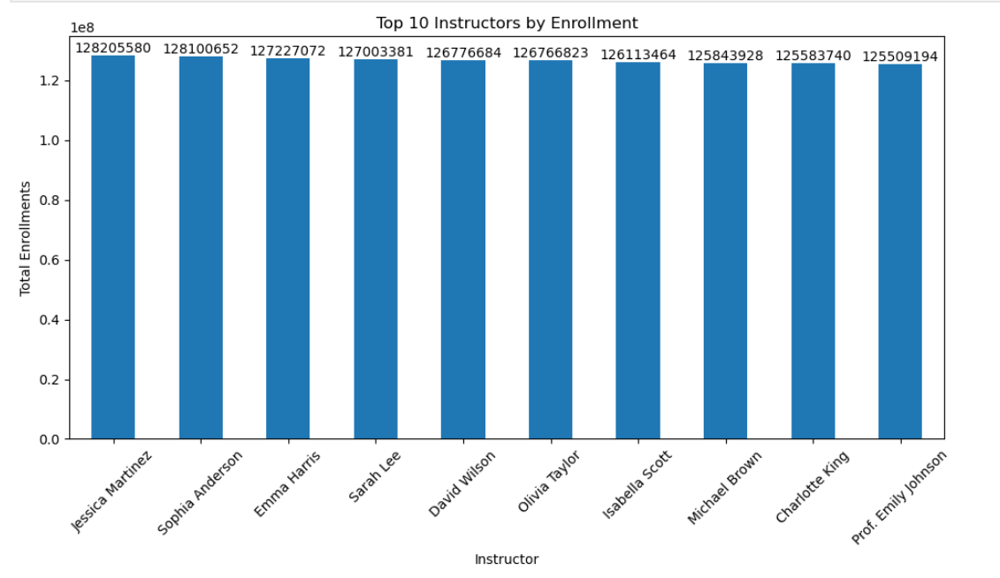 Top 10 Instructors by Enrollment
1e8
128205580 128100652 127227072 127003381 126776684 126766823 126113464 125843928 125583740 125509194
1.2
1.0
0.8
0.6
0.4
0.2
0.0
Total Enrollments
Jessica Martinez
Sophia Anderson
Emma Harris
Sarah Lee
David Wilson
Olivia Taylor
Isabella Scott
Michael Brown
Charlotte King
Prof. Emily Johnson
Instructor